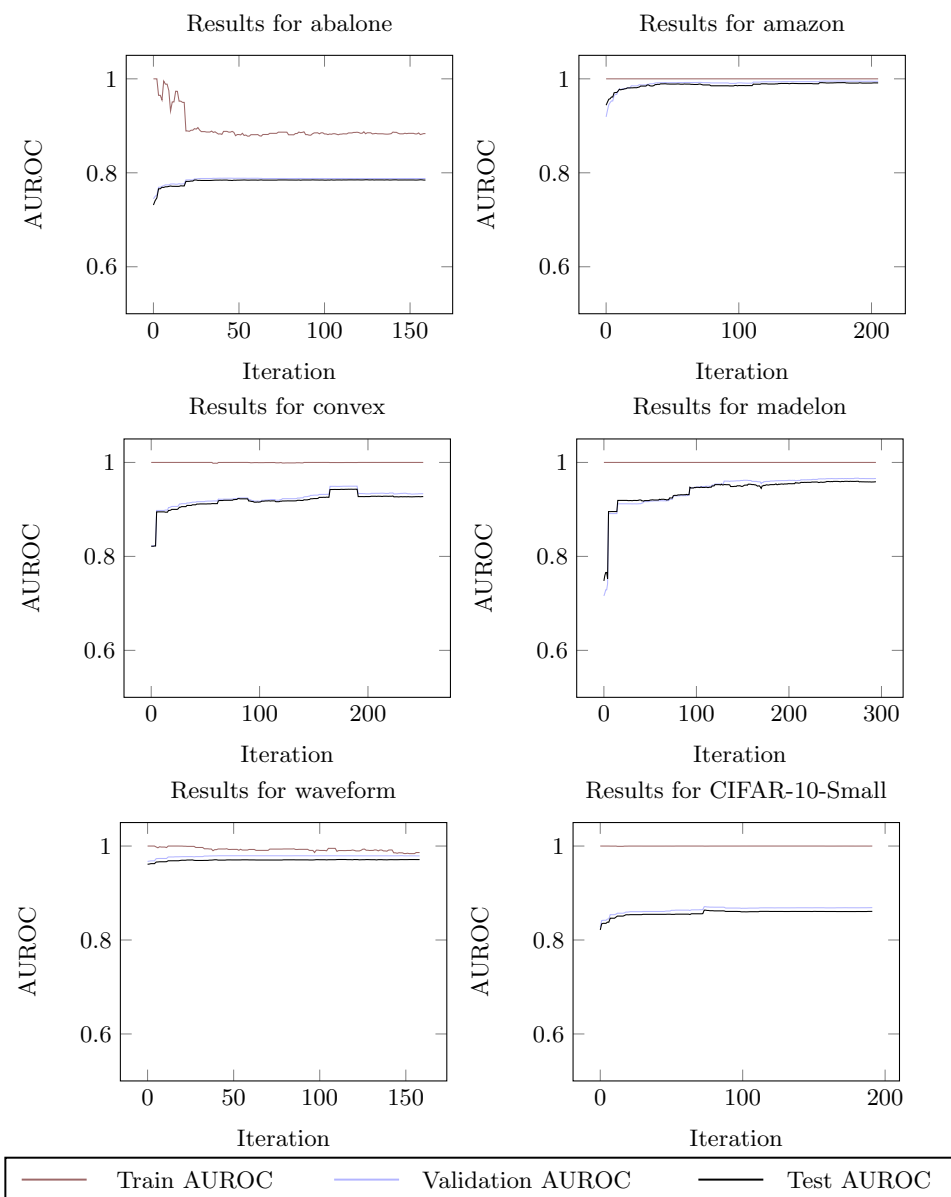 Results for abalone
1
0.8
0.6
AUROC
0 50 100 150
Iteration
Results for amazon
1
0.8
0.6
AUROC
0 100 200
Iteration
Results for convex
1
0.8
0.6
AUROC
0 100 200
Iteration
Results for madelon
1
0.8
0.6
AUROC
0 100 200 300
Iteration
Results for waveform
1
0.8
0.6
AUROC
0 50 100 150
Iteration
Results for CIFAR-10-Small
1
0.8
0.6
AUROC
0 100 200
Iteration
Train AUROC Validation AUROC Test AUROC